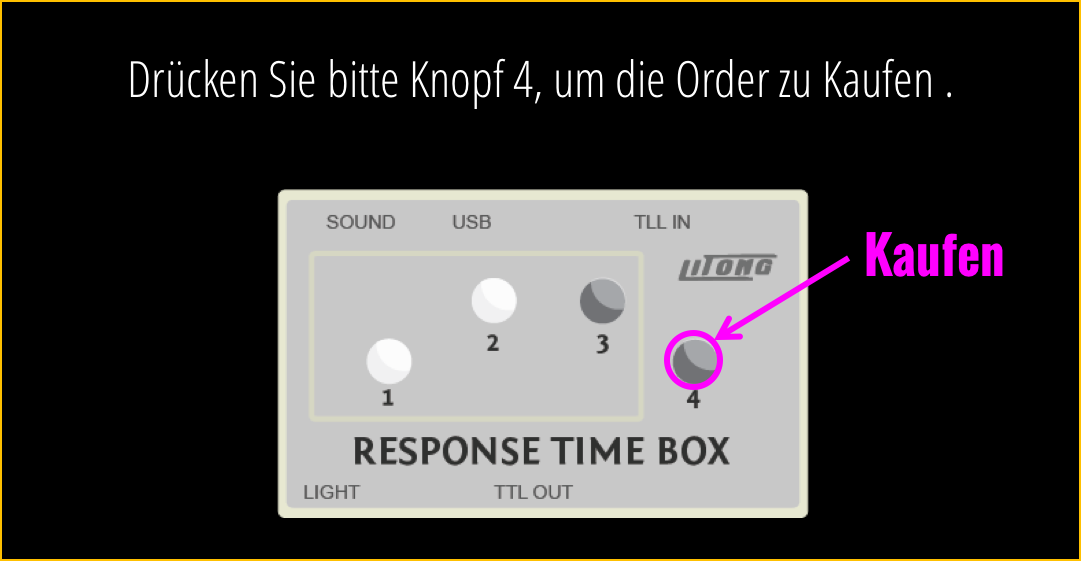 Drücken Sie bitte Knopf 4, um die Order zu Kaufen .
SOUND USB TLL IN
LITONG
Kaufen
2 3
1 4
RESPONSE TIME BOX
LIGHT TTL OUT